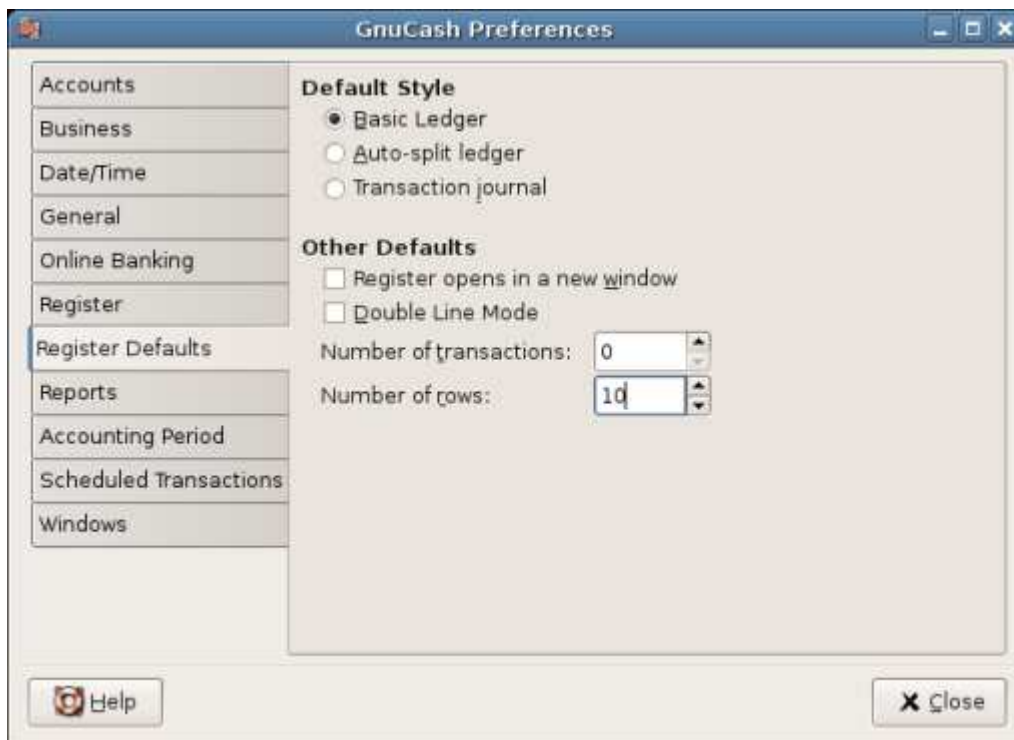 GnuCash Preferences
Accounts
Business
Date/Time
General
Online Banking
Register
Register Defaults
Reports
Accounting Period
Scheduled Transactions
Windows
Default Style
Basic Ledger
Auto-split ledger
Transaction journal
Other Defaults
Register opens in a new window
Double Line Mode
Number of transactions: 0
Number of rows: 10
Help
Close